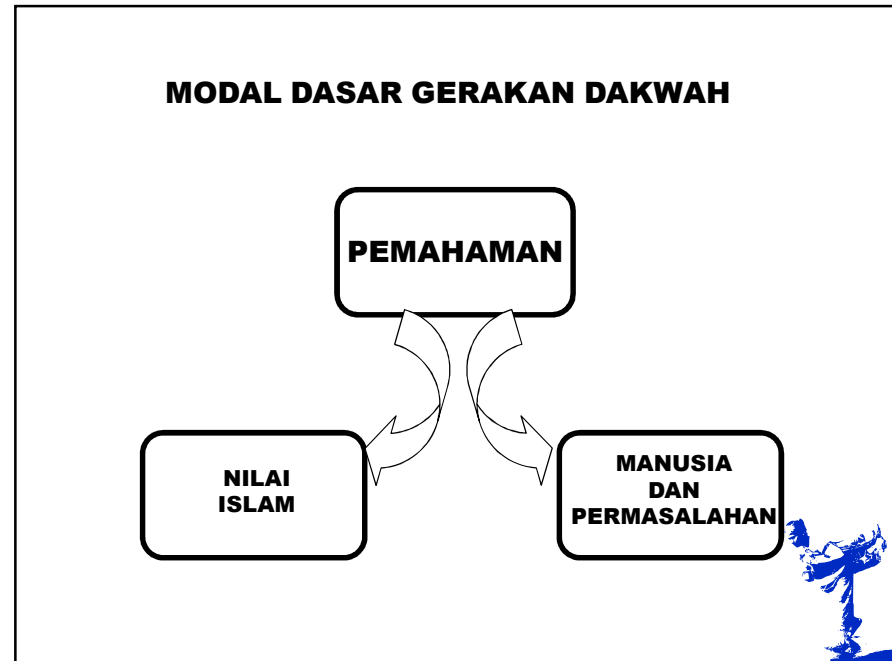 MODAL DASAR GERAKAN DAKWAH
PEMAHAMAN
NILAI
ISLAM
MANUSIA
DAN
PERMASALAHAN